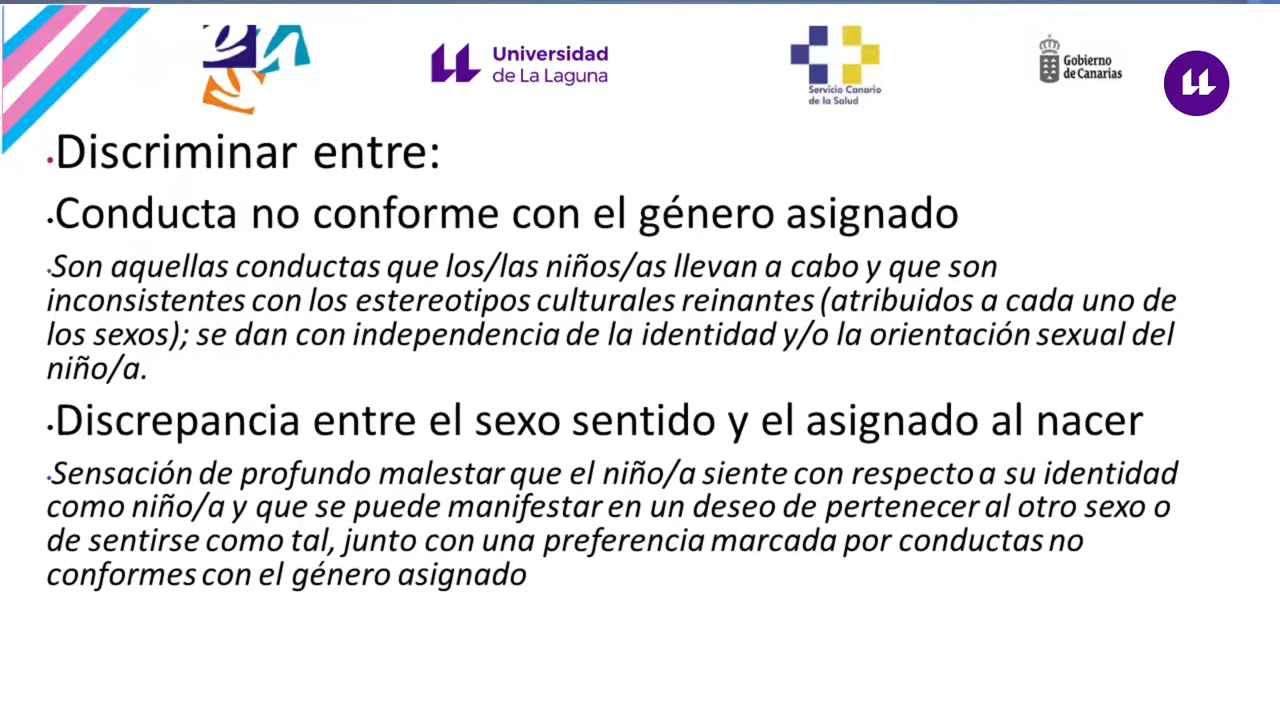 Universidad
de La Laguna
Servicio Canario
de la Salud
Gobierno
de Canarias
•Discriminar entre:
•Conducta no conforme con el género asignado
•Son aquellas conductas que los/las niños/as llevan a cabo y que son
inconsistentes con los estereotipos culturales reinantes (atribuidos a cada uno de
los sexos); se dan con independencia de la identidad y/o la orientación sexual del
niño/a.
•Discrepancia entre el sexo sentido y el asignado al nacer
•Sensación de profundo malestar que el niño/a siente con respecto a su identidad
como niño/a y que se puede manifestar en un deseo de pertenecer al otro sexo o
de sentirse como tal, junto con una preferencia marcada por conductas no
conformes con el género asignado